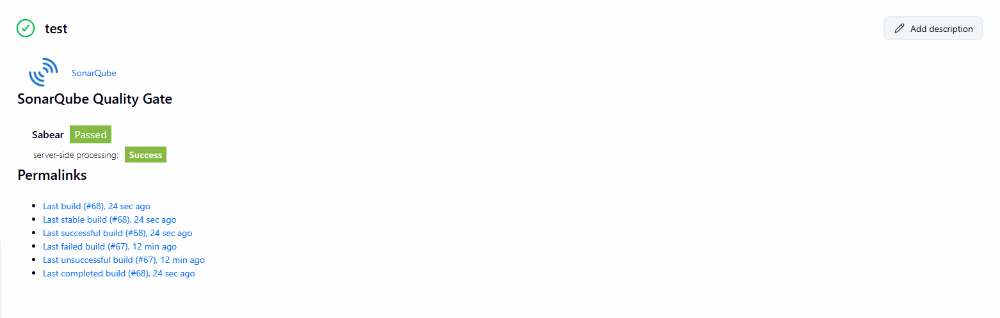 test
Add description
SonarQube
SonarQube Quality Gate
Sabear Passed
server-side processing: Success
Permalinks
Last build (#68), 24 sec ago
Last stable build (#68), 24 sec ago
Last successful build (#68), 24 sec ago
Last failed build (#67), 12 min ago
Last unsuccessful build (#67), 12 min ago
Last completed build (#68), 24 sec ago